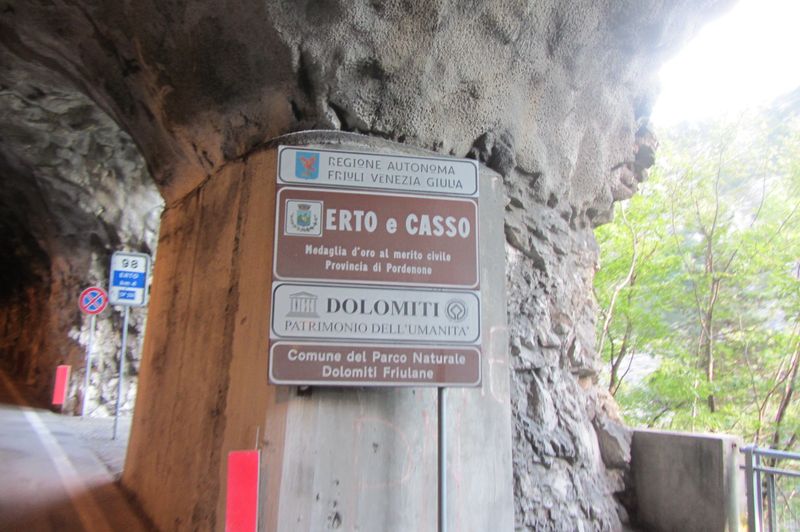 REGIONE AUTONOMA
FRIULI VENEZIA GIULIA
ERTO e CASSO
Medaglia d'oro al merito civile
Provincia di Pordenone
DOLOMITI
PATRIMONIO DELL'UMANITA'
Comune del Parco Naturale
Dolomiti Friulane
98
ERTO